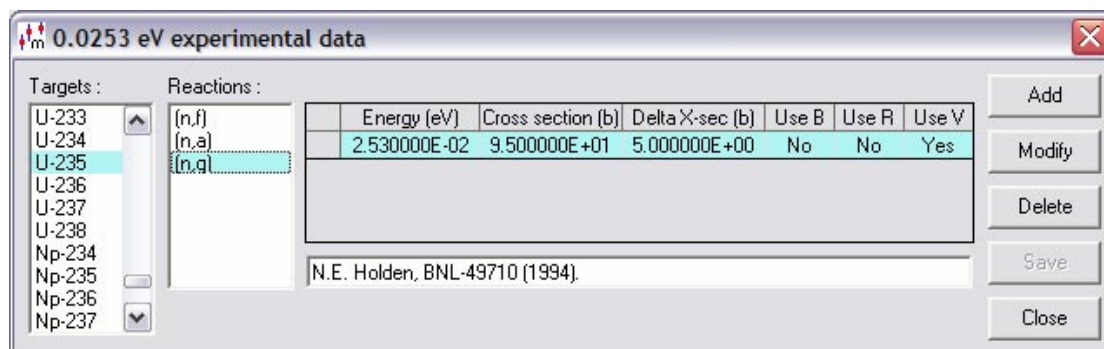 0.0253 eV experimental data
Targets :
U-233
U-234
U-235
U-236
U-237
U-238
Np-234
Np-235
Np-236
Np-237
Reactions :
(n,f)
(n,a)
(n,g)
Energy (eV) Cross section (b) Delta X-sec (b) Use B Use R Use V
2.530000E-02 9.500000E+01 5.000000E+00 No No Yes
N.E. Holden, BNL-49710 (1994).
Add
Modify
Delete
Save
Close